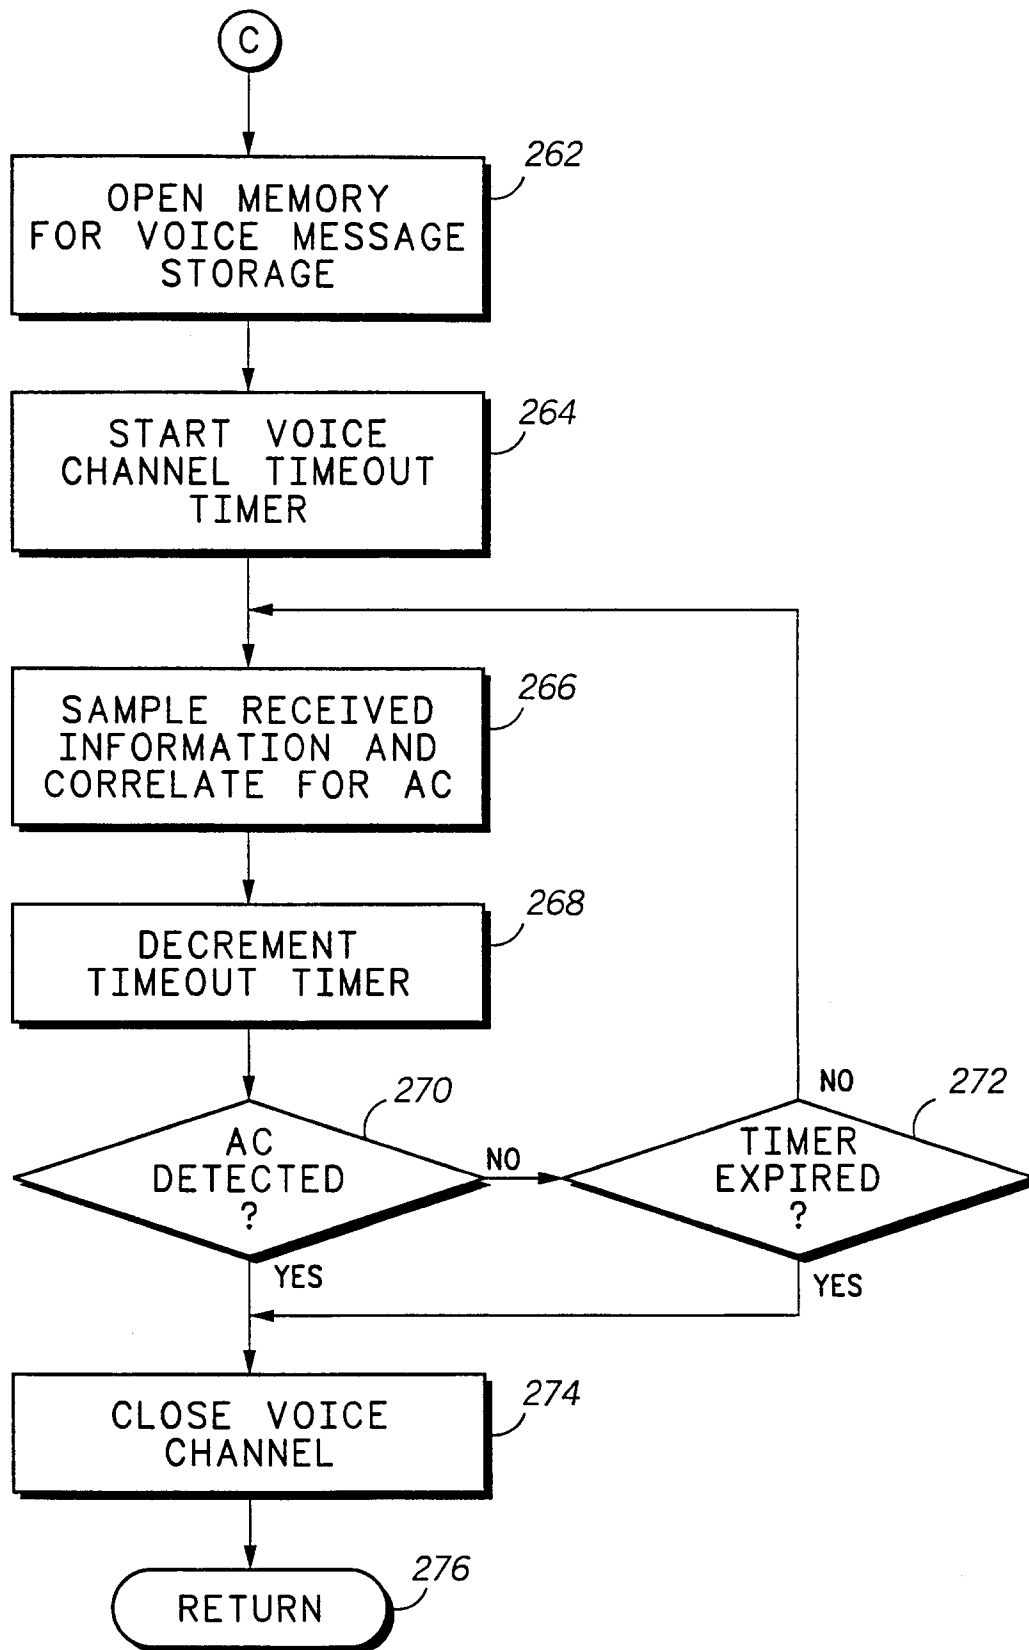 C
262
OPEN MEMORY
FOR VOICE MESSAGE
STORAGE
264
START VOICE
CHANNEL TIMEOUT
TIMER
266
SAMPLE RECEIVED
INFORMATION AND
CORRELATE FOR AC
268
DECREMENT
TIMEOUT TIMER
270
AC
DETECTED
?
NO
YES
272
NO
TIMER
EXPIRED
?
YES
274
CLOSE VOICE
CHANNEL
276
RETURN